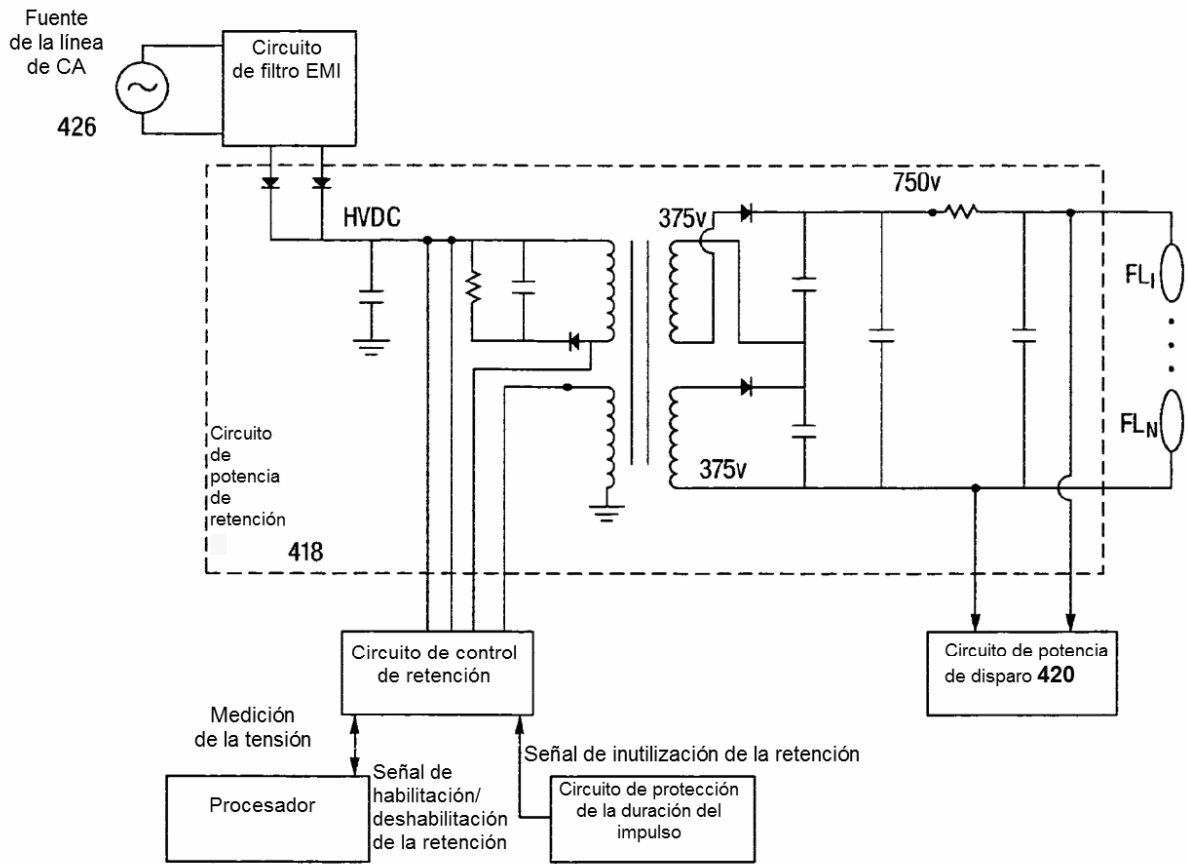 Fuente
de la línea
de CA
426
Circuito
de filtro EMI
HVDC
375v
750v
FL1
FLN
375v
Circuito
de
potencia
de
retención
418
Circuito de control
de retención
Circuito de potencia
de disparo 420
Medición
de la tensión
Señal de inutilización de la retención
Procesador
Señal de
habilitación/
deshabilitación
de la retención
Circuito de protección
de la duración del
impulso